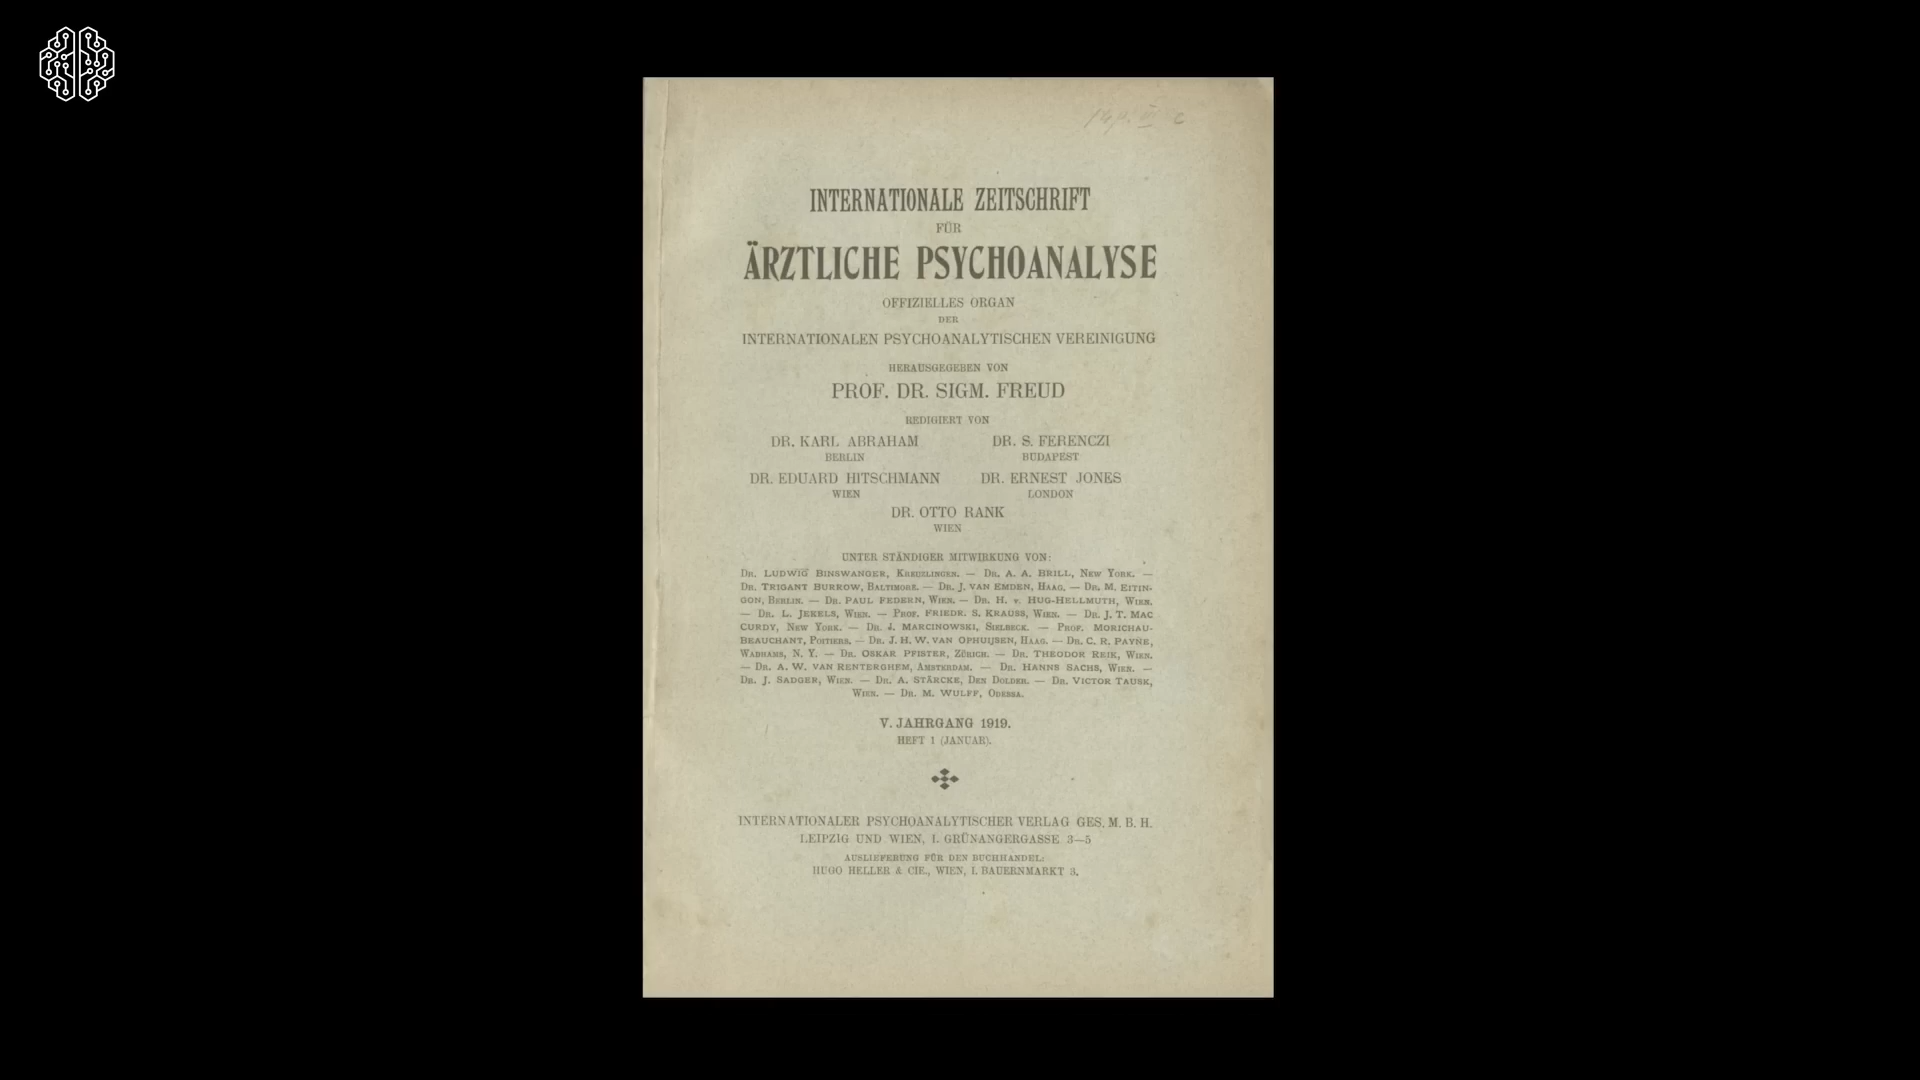 INTERNATIONALE ZEITSCHRIFT
FÜR
ÄRZTLICHE PSYCHOANALYSE
OFFIZIELLES ORGAN
DER
INTERNATIONALEN PSYCHOANALYTISCHEN VEREINIGUNG
HERAUSGEGEBEN VON
PROF. DR. SIGM. FREUD
REDIGIERT VON
DR. KARL ABRAHAM DR. S. FERENCZI
BERLIN BUDAPEST
DR. EDUARD HITSCHMANN DR. ERNEST JONES
WIEN LONDON
DR. OTTO RANK
WIEN
UNTER STÄNDIGER MITWIRKUNG VON:
DR. LUDWIG BINSWANGER, KREUZLINGEN. — DR. A. A. BRILL, NEW YORK. —
DR. TRIGANT BURROW, BALTIMORE. — DR. J. VAN EMDEN, HAAG. — DR. M. EITIN-
GON, BERLIN. — DR. PAUL FEDERN, WIEN. — DR. H. v. HUG-HELLMUTH, WIEN.
— DR. L. JEKELS, WIEN. — PROF. FRIEDR. S. KRAUSS, WIEN. — DR. J. T. MAC
CURDY, NEW YORK. — DR. J. MARCINOWSKI, SIELBECK. — PROF. MORICHAU-
BEAUCHANT, POITIERS. — DR. J. H. W. VAN OPHUIJSEN, HAAG. — DR. C. R. PAYNE,
WADHAMS, N. Y. — DR. OSKAR PFISTER, ZÜRICH. — DR. THEODOR REIK, WIEN.
— DR. A. W. VAN RENTERGHEM, AMSTERDAM. — DR. HANNS SACHS, WIEN. —
DR. J. SADGER, WIEN. — DR. A. STÄRCKE, DEN DOLDER. — DR. VICTOR TAUSK,
WIEN. — DR. M. WULFF, ODESSA.
V. JAHRGANG 1919.
HEFT 1 (JANUAR).
INTERNATIONALER PSYCHOANALYTISCHER VERLAG GES. M. B. H.
LEIPZIG UND WIEN, I. GRÜNANGERGASSE 3—5
AUSLIEFERUNG FÜR DEN BUCHHANDEL:
HUGO HELLER & CIE., WIEN, I. BAUERNMARKT 3.